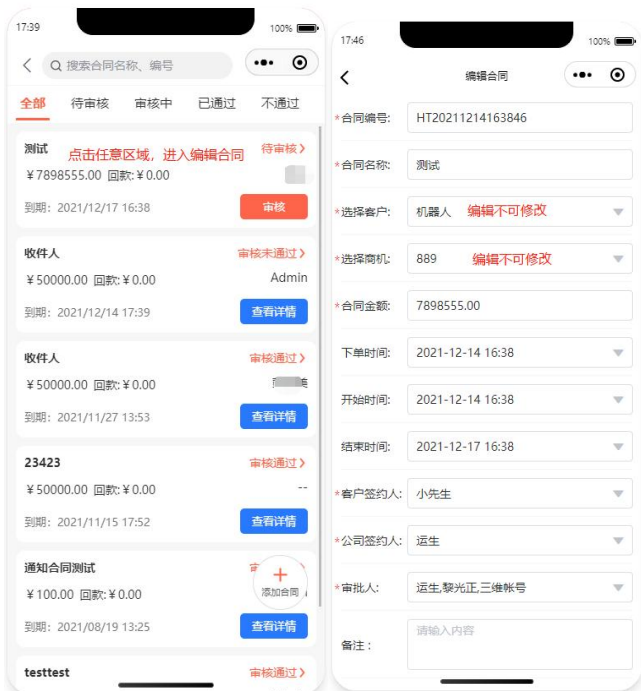 17:39
100%
搜索合同名称、编号
全部 待审核 审核中 已通过 不通过
测试
点击任意区域，进入编辑合同
待审核
¥7898555.00 回款:¥0.00
到期：2021/12/17 16:38
审核
收件人
审核未通过
¥50000.00 回款:¥0.00
Admin
到期：2021/12/14 17:39
查看详情
收件人
审核通过
¥50000.00 回款:¥0.00
到期：2021/11/27 13:53
查看详情
23423
审核通过
¥50000.00 回款:¥0.00
--
到期：2021/11/15 17:52
查看详情
通知合同测试
¥100.00 回款:¥0.00
添加合同
到期：2021/08/19 13:25
查看详情
testtest
审核通过
17:46
100%
编辑合同
*合同编号: HT20211214163846
*合同名称: 测试
*选择客户: 机器人 编辑不可修改
*选择商机: 889 编辑不可修改
*合同金额: 7898555.00
下单时间: 2021-12-14 16:38
开始时间: 2021-12-14 16:38
结束时间: 2021-12-17 16:38
*客户签约人: 小先生
*公司签约人: 运生
*审批人: 运生,黎光正,三维帐号
备注： 请输入内容